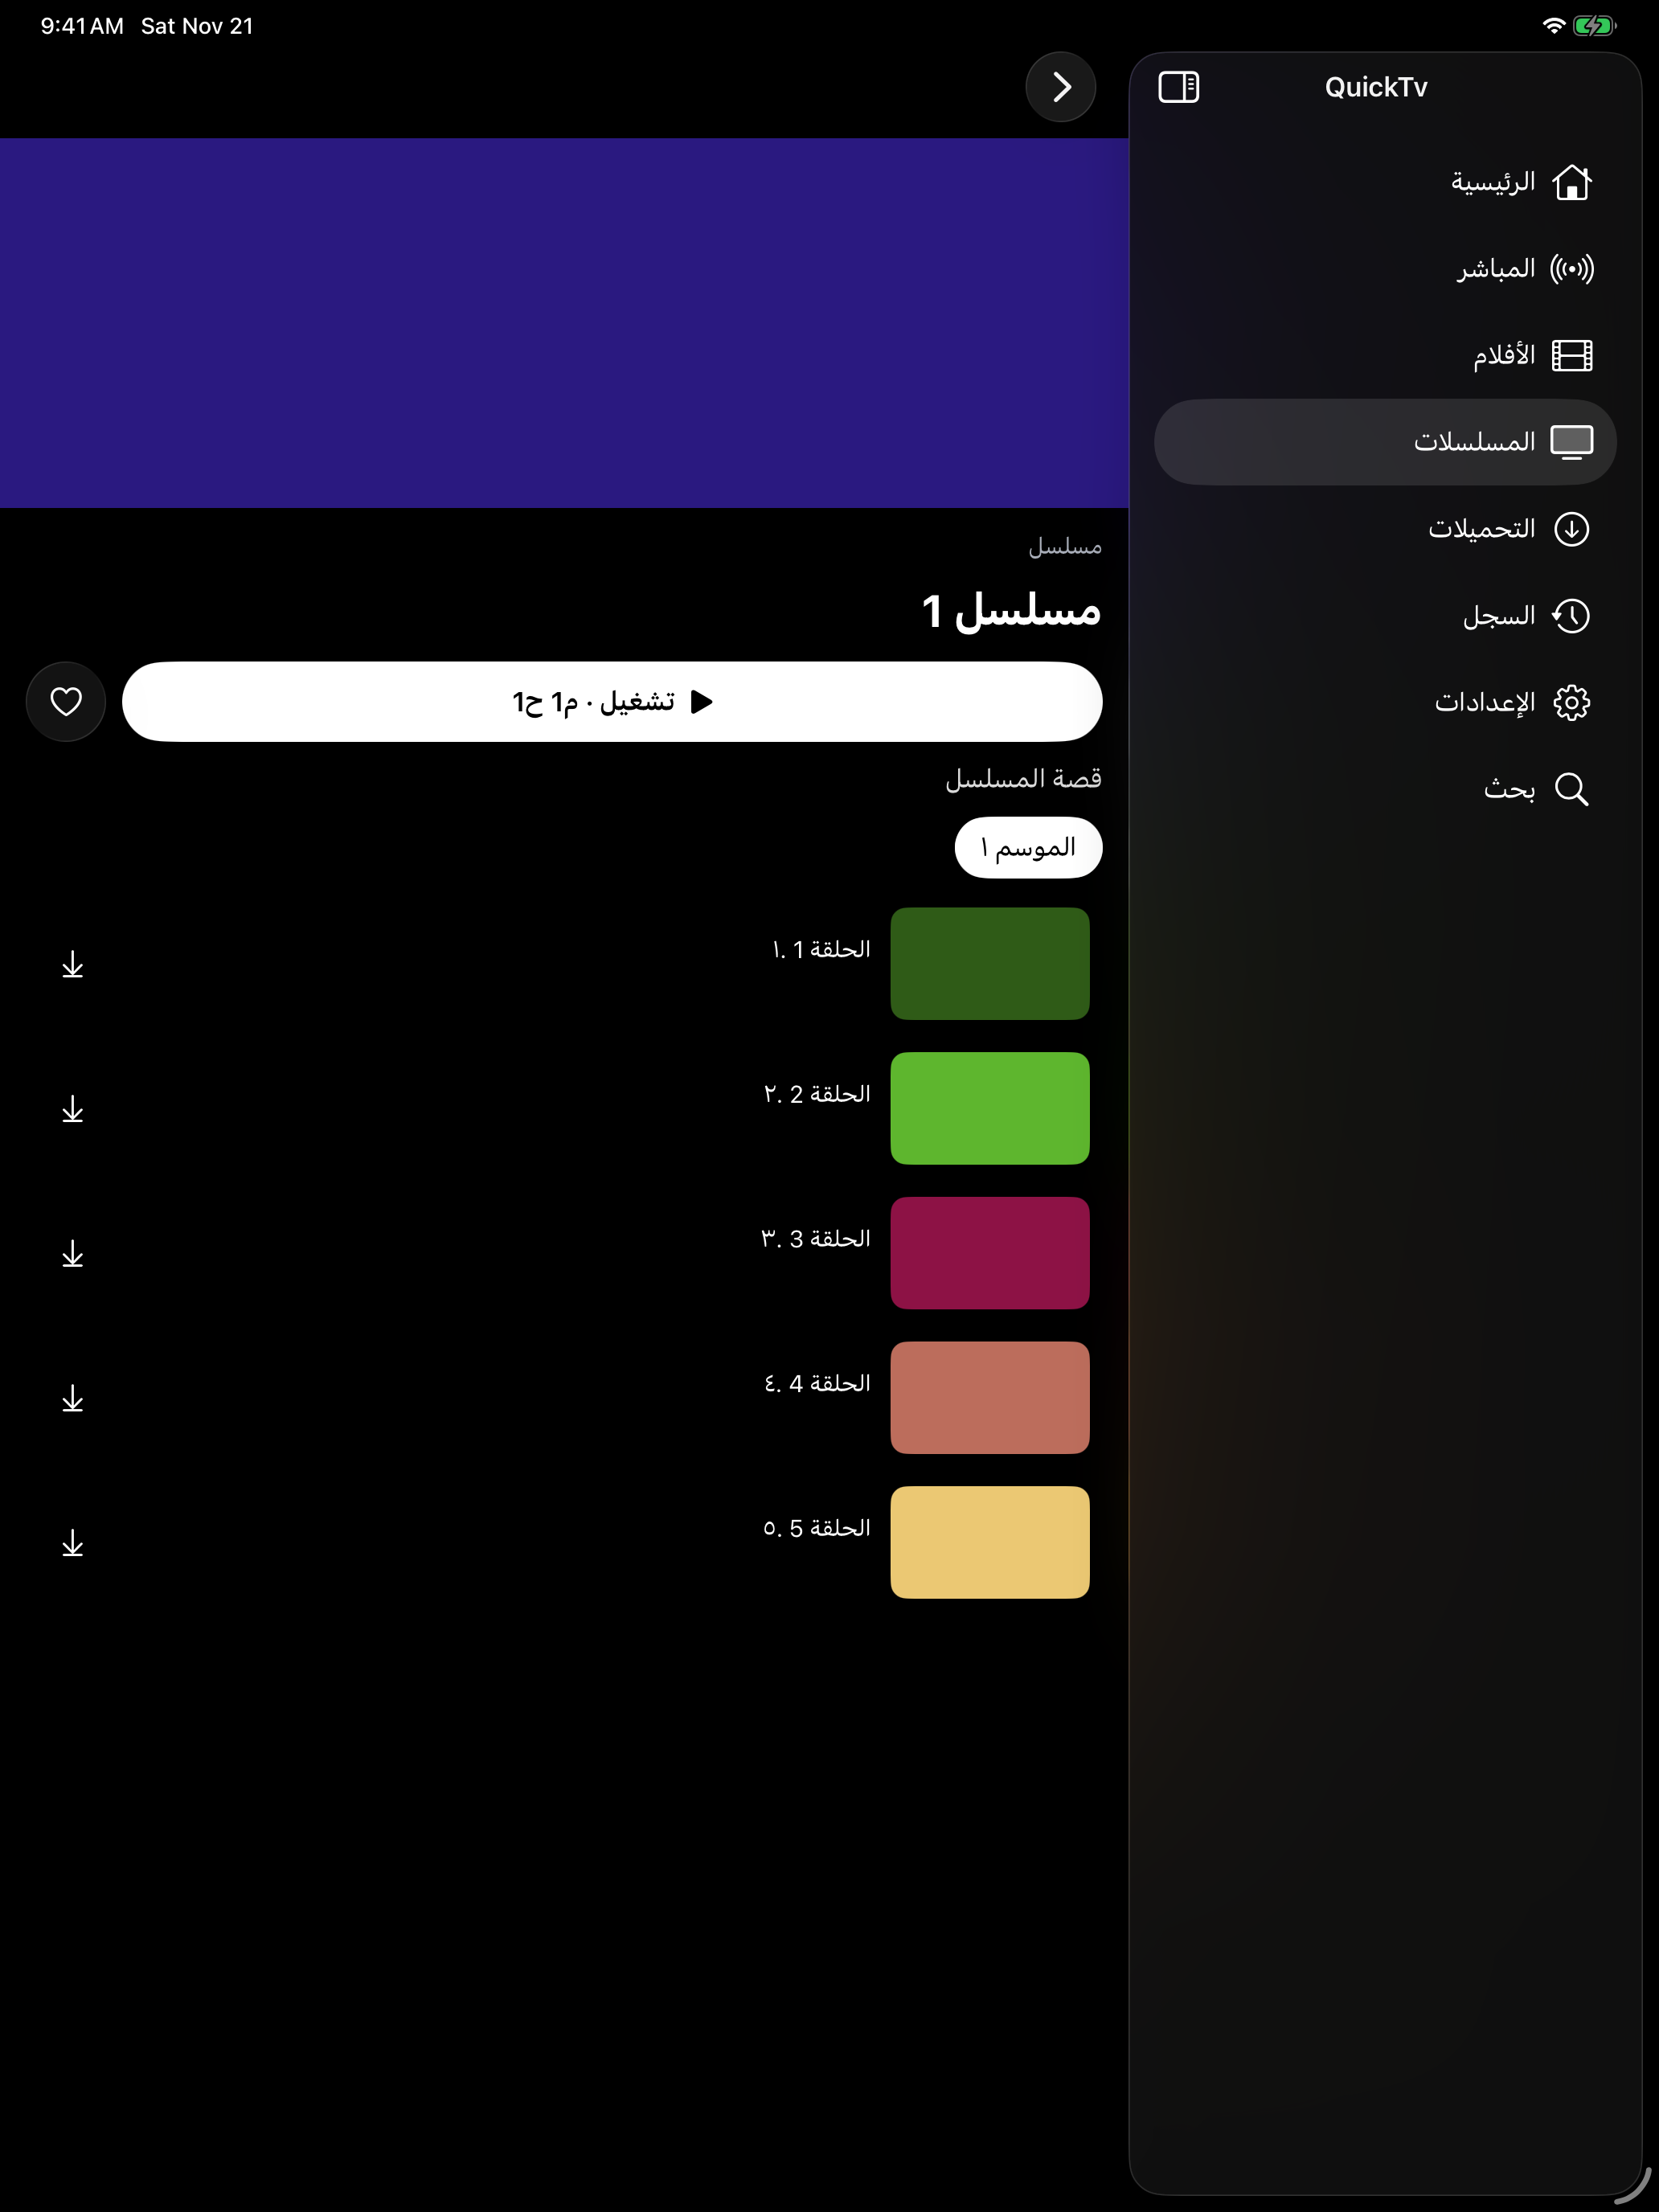 9:41 AM Sat Nov 21
QuickTv
الرئيسية
المباشر
الأفلام
المسلسلات
التحميلات
السجل
الإعدادات
بحث
مسلسل
مسلسل 1
تشغيل · م1 ح1
قصة المسلسل
الموسم ١
الحلقة 1 .١
الحلقة 2 .٢
الحلقة 3 .٣
الحلقة 4 .٤
الحلقة 5 .٥